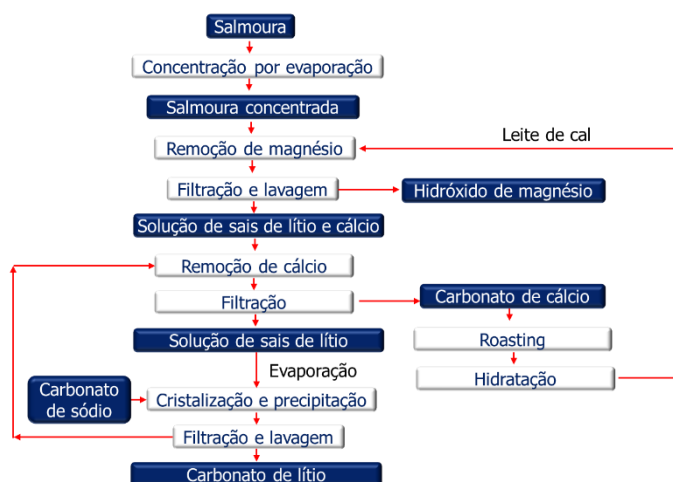 Salmoura
Concentração por evaporação
Salmoura concentrada
Leite de cal
Remoção de magnésio
Filtração e lavagem
Hidróxido de magnésio
Solução de sais de lítio e cálcio
Remoção de cálcio
Filtração
Carbonato de cálcio
Solução de sais de lítio
Roasting
Evaporação
Hidratação
Carbonato
de sódio
Cristalização e precipitação
Filtração e lavagem
Carbonato de lítio